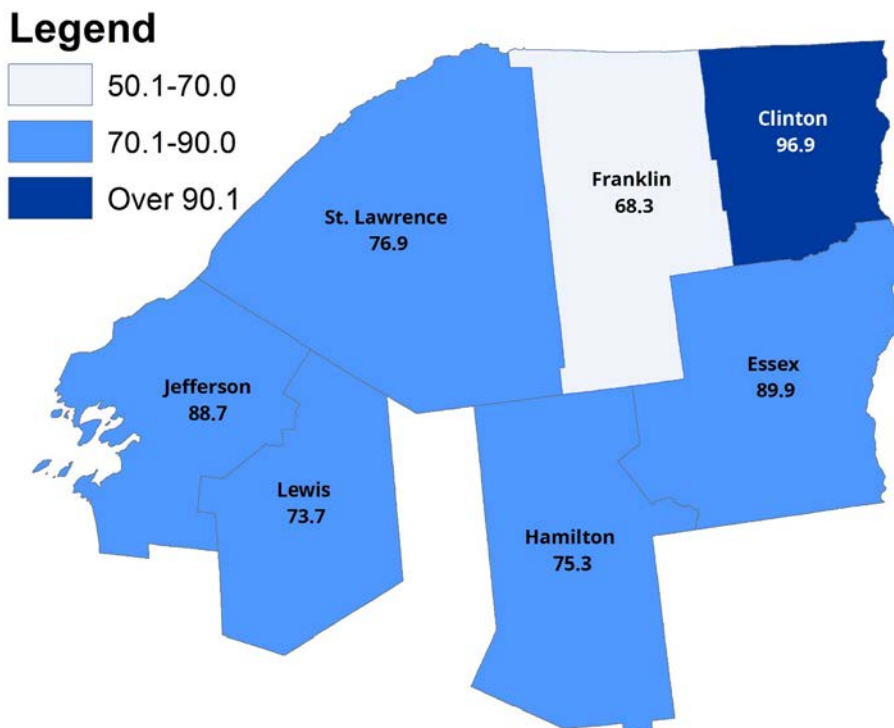 Legend
50.1-70.0
70.1-90.0
Over 90.1
Clinton
96.9
Franklin
68.3
St. Lawrence
76.9
Essex
89.9
Jefferson
88.7
Lewis
73.7
Hamilton
75.3